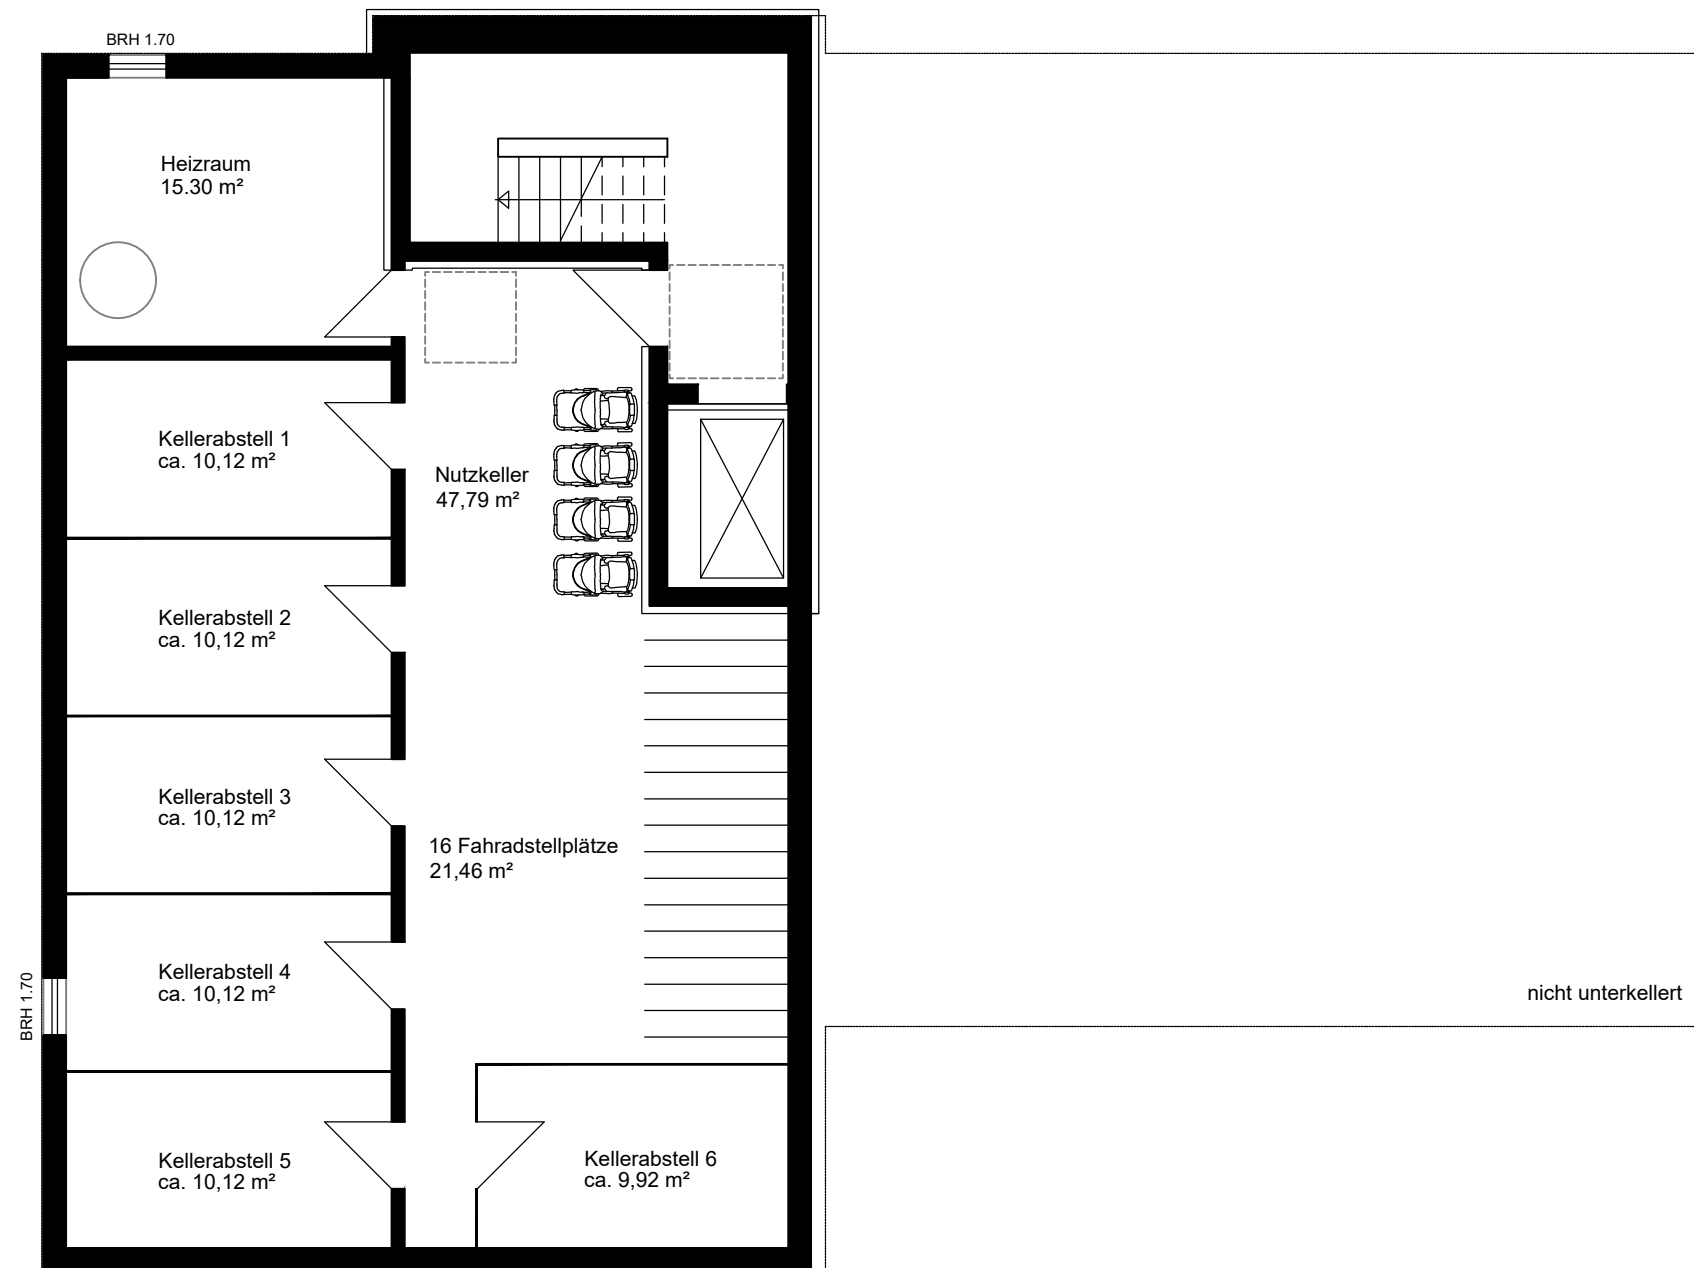 BRH 1.70
Heizraum
15.30 m²
Kellerabstell 1
ca. 10,12 m²
Nutzkeller
47,79 m²
Kellerabstell 2
ca. 10,12 m²
Kellerabstell 3
ca. 10,12 m²
16 Fahradstellplätze
21,46 m²
Kellerabstell 4
ca. 10,12 m²
BRH 1.70
nicht unterkellert
Kellerabstell 5
ca. 10,12 m²
Kellerabstell 6
ca. 9,92 m²